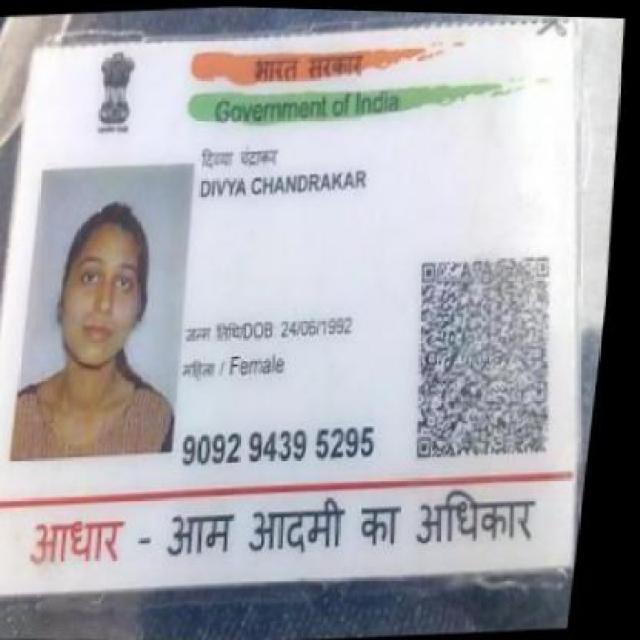 भारत सरकार
Government of India
दिव्या चंद्राकर
DIVYA CHANDRAKAR
जन्म तिथि/DOB 24/06/1992
महिला / Female
9092 9439 5295
आधार - आम आदमी का अधिकार